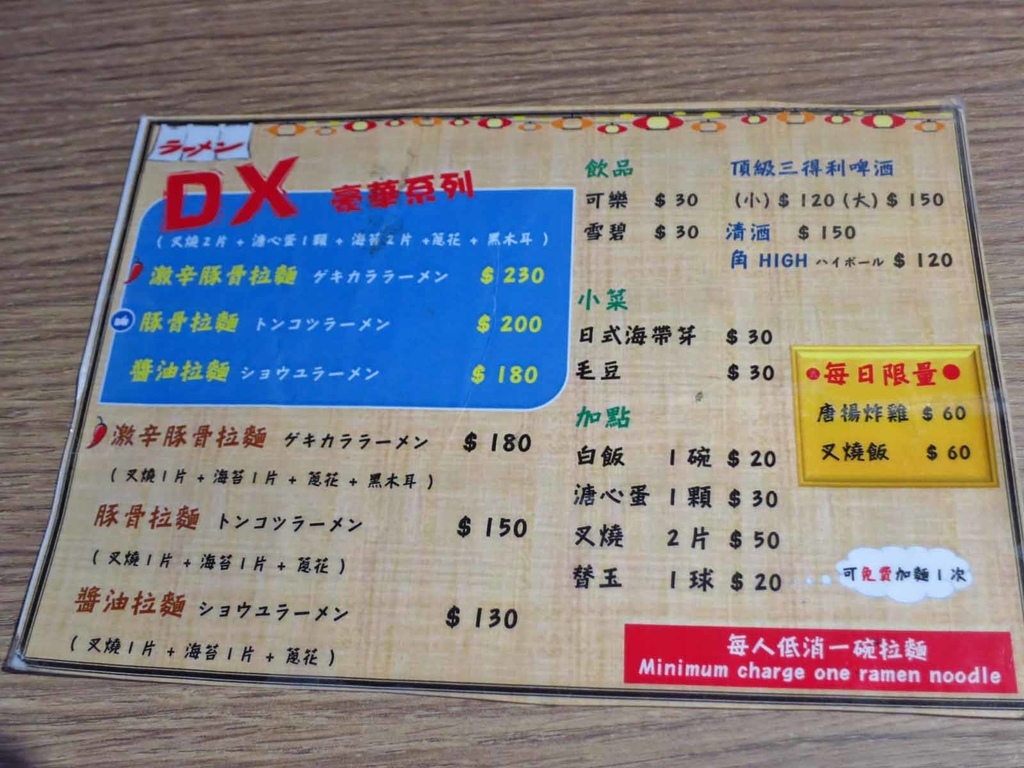 ラーメン
DX 豪華系列
(叉燒2片+溏心蛋1顆+海苔2片+蔥花+黑木耳)
激辛豚骨拉麵 ゲキカララーメン $230
豚骨拉麵 トンコツラーメン $200
醬油拉麵 ショウユラーメン $180
激辛豚骨拉麵 ゲキカララーメン $180
(叉燒1片+海苔1片+蔥花+黑木耳)
豚骨拉麵 トンコツラーメン $150
(叉燒1片+海苔1片+蔥花)
醬油拉麵 ショウユラーメン $130
(叉燒1片+海苔1片+蔥花)
飲品
可樂 $30
雪碧 $30
頂級三得利啤酒
(小)$120(大)$150
清酒 $150
角 HIGH ハイボール $120
小菜
日式海帶芽 $30
毛豆 $30
加點
白飯 1碗 $20
溏心蛋 1顆 $30
叉燒 2片 $50
替玉 1球 $20
可免費加麵1次
每日限量
唐揚炸雞 $60
叉燒飯 $60
每人低消一碗拉麵
Minimum charge one ramen noodle